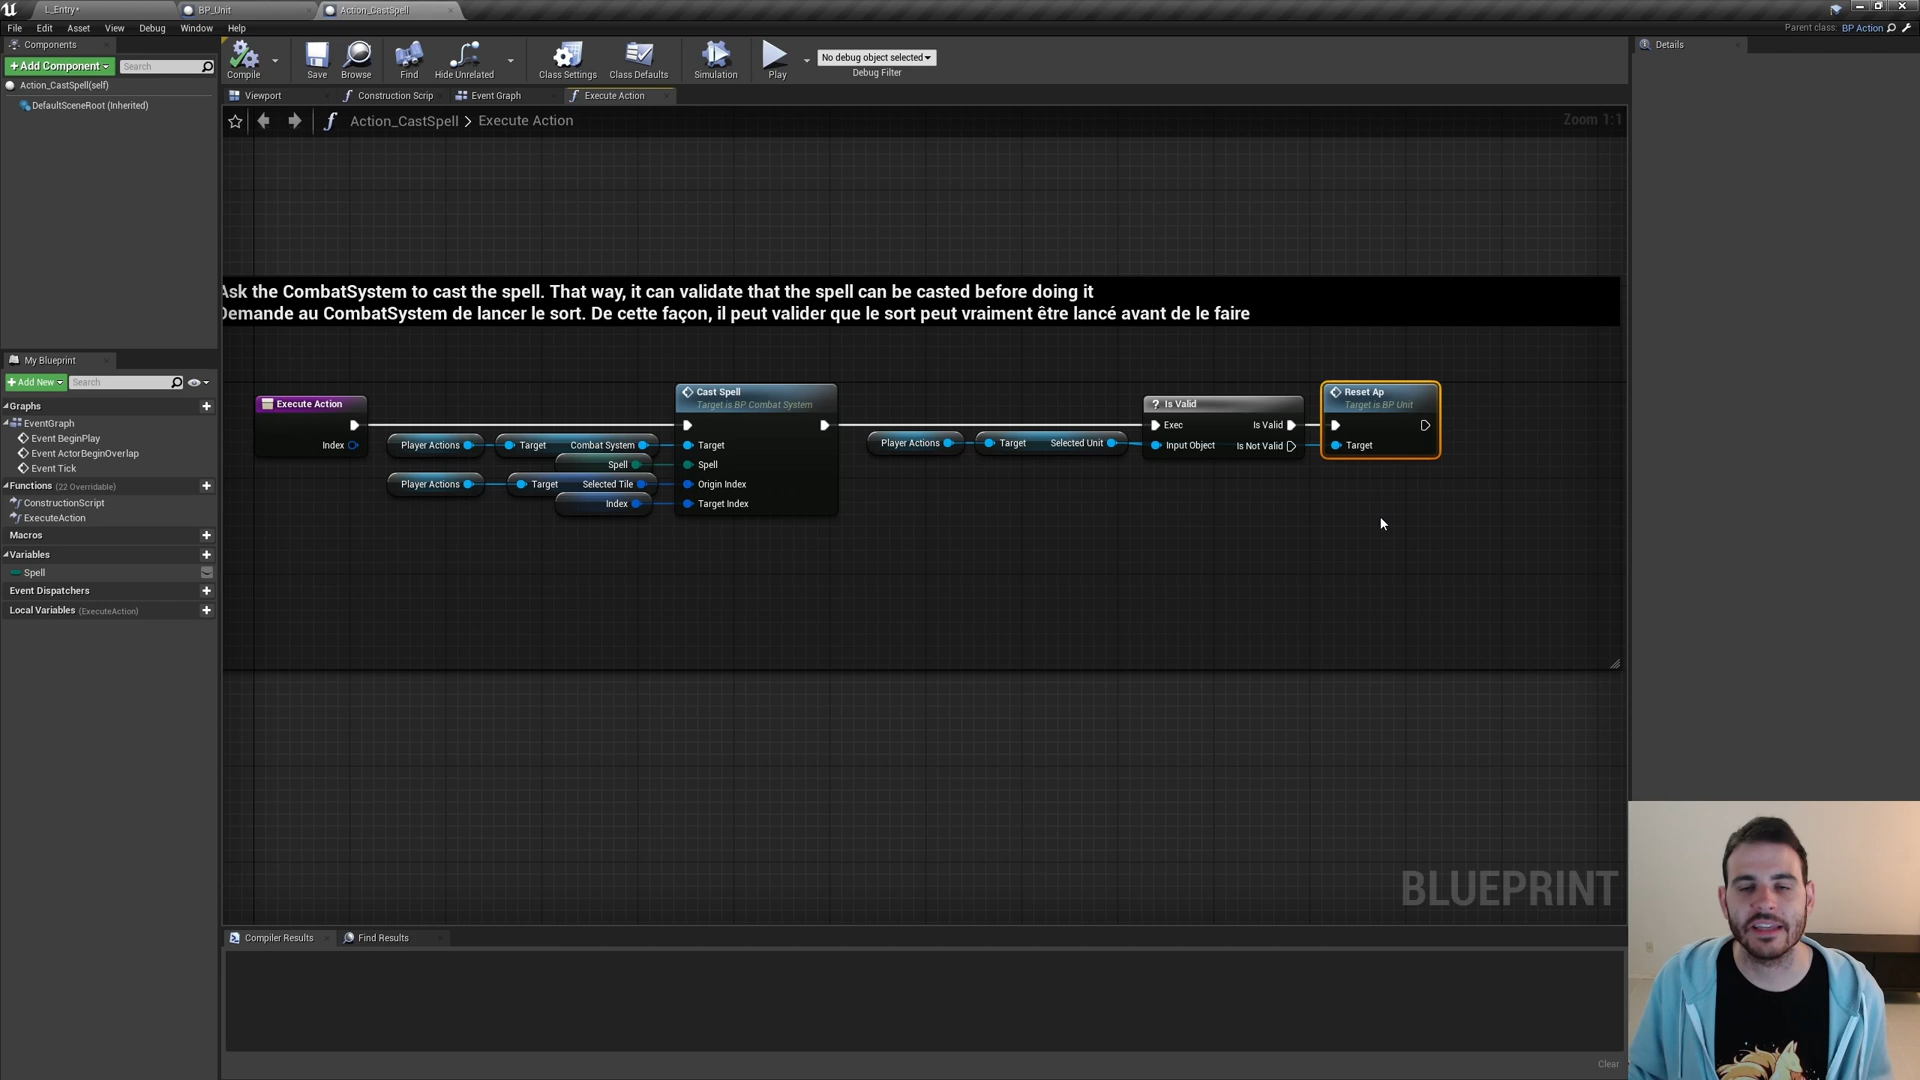 L_Entry*
BP_Unit
Action_CastSpell
File Edit Asset View Debug Window Help
Parent class: BP Action
Components
Details
+Add Component
Search
Action_CastSpell(self)
DefaultSceneRoot (Inherited)
Compile
Save
Browse
Find
Hide Unrelated
Class Settings
Class Defaults
Simulation
Play
No debug object selected
Debug Filter
Viewport
Construction Scrip
Event Graph
Execute Action
Action_CastSpell > Execute Action
Zoom 1:1
Ask the CombatSystem to cast the spell. That way, it can validate that the spell can be casted before doing it
Demande au CombatSystem de lancer le sort. De cette façon, il peut valider que le sort peut vraiment être lancé avant de le faire
My Blueprint
+Add New
Search
Graphs
EventGraph
Event BeginPlay
Event ActorBeginOverlap
Event Tick
Functions (22 Overridable)
ConstructionScript
ExecuteAction
Macros
Variables
Spell
Event Dispatchers
Local Variables (ExecuteAction)
Execute Action
Index
Player Actions
Target Combat System
Spell
Player Actions
Target Selected Tile
Index
Cast Spell
Target is BP Combat System
Target
Spell
Origin Index
Target Index
Player Actions
Target Selected Unit
? Is Valid
Exec Is Valid
Input Object Is Not Valid
Reset Ap
Target is BP Unit
Target
BLUEPRINT
Compiler Results
Find Results
Clear